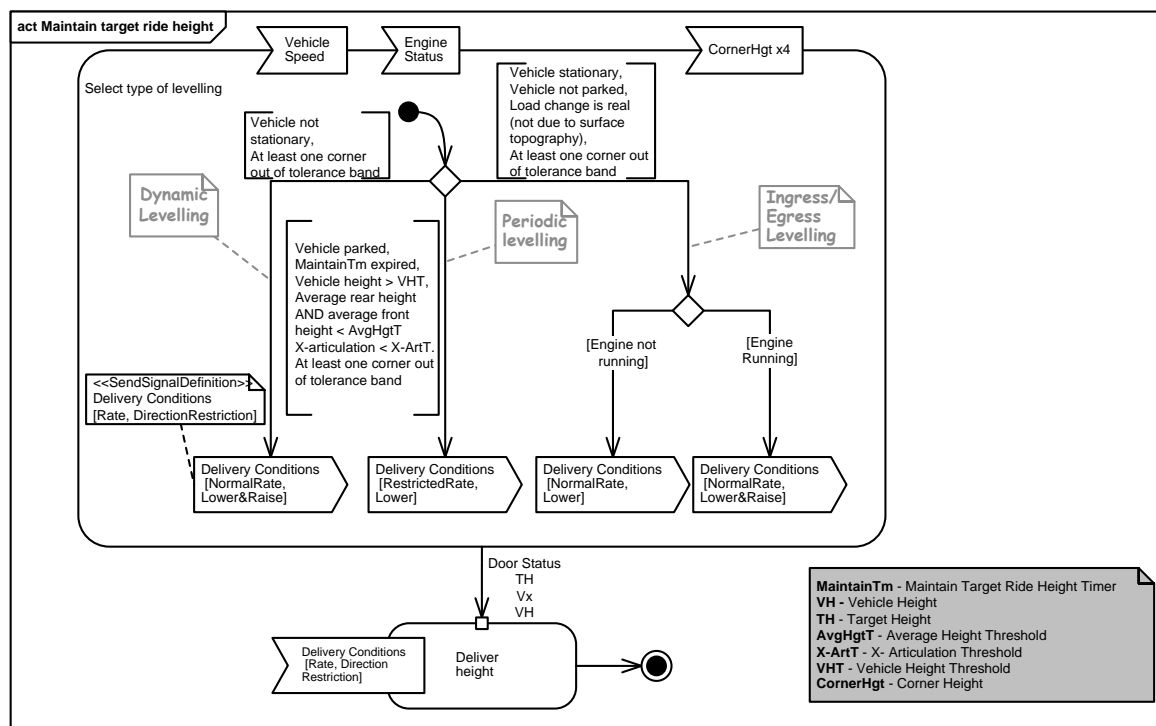 act Maintain target ride height
Vehicle
Speed
Engine
Status
CornerHgt x4
Select type of levelling
Vehicle not
stationary,
At least one corner
out of tolerance band
Vehicle stationary,
Vehicle not parked,
Load change is real
(not due to surface
topography),
At least one corner out
of tolerance band
Dynamic
Levelling
Periodic
levelling
Ingress/
Egress
Levelling
Vehicle parked,
MaintainTm expired,
Vehicle height > VHT,
Average rear height
AND average front
height < AvgHgtT
X-articulation < X-ArtT.
At least one corner out
of tolerance band
[Engine not
running]
[Engine
Running]
<<SendSignalDefinition>>
Delivery Conditions
[Rate, DirectionRestriction]
Delivery Conditions
[NormalRate,
Lower&Raise]
Delivery Conditions
[RestrictedRate,
Lower]
Delivery Conditions
[NormalRate,
Lower]
Delivery Conditions
[NormalRate,
Lower&Raise]
Door Status
TH
Vx
VH
Delivery Conditions
[Rate, Direction
Restriction]
Deliver
height
MaintainTm - Maintain Target Ride Height Timer
VH - Vehicle Height
TH - Target Height
AvgHgtT - Average Height Threshold
X-ArtT - X- Articulation Threshold
VHT - Vehicle Height Threshold
CornerHgt - Corner Height